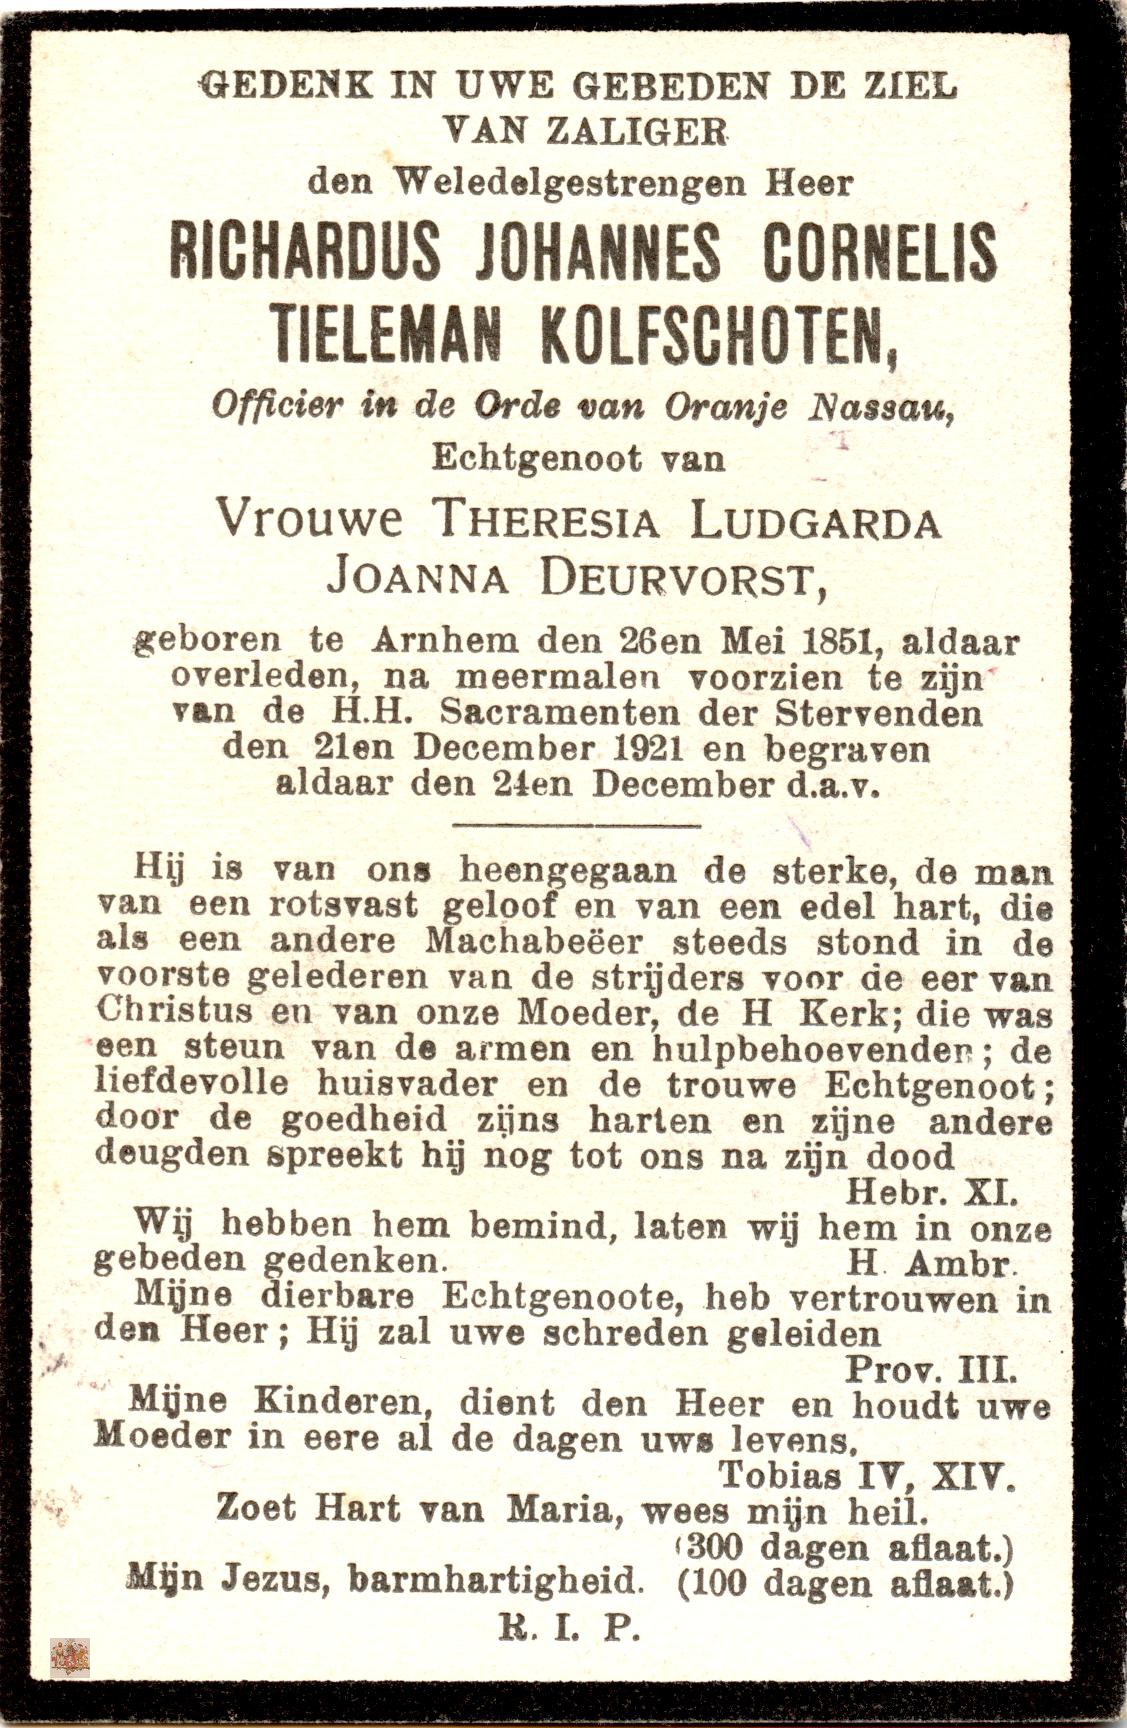 GEDENK IN UWE GEBEDEN DE ZIEL
VAN ZALIGER
den Weledelgestrengen Heer
RICHARDUS JOHANNES CORNELIS
TIELEMAN KOLFSCHOTEN,
Officier in de Orde van Oranje Nassau,
Echtgenoot van
Vrouwe THERESIA LUDGARDA
JOANNA DEURVORST,
geboren te Arnhem den 26en Mei 1851, aldaar
overleden, na meermalen voorzien te zijn
van de H.H. Sacramenten der Stervenden
den 21en December 1921 en begraven
aldaar den 24en December d.a.v.
Hij is van ons heengegaan de sterke, de man
van een rotsvast geloof en van een edel hart, die
als een andere Machabeëer steeds stond in de
voorste gelederen van de strijders voor de eer van
Christus en van onze Moeder, de H Kerk; die was
een steun van de armen en hulpbehoevenden; de
liefdevolle huisvader en de trouwe Echtgenoot;
door de goedheid zijns harten en zijne andere
deugden spreekt hij nog tot ons na zijn dood
Hebr. XI.
Wij hebben hem bemind, laten wij hem in onze
gebeden gedenken. H. Ambr.
Mijne dierbare Echtgenoote, heb vertrouwen in
den Heer; Hij zal uwe schreden geleiden
Prov. III.
Mijne Kinderen, dient den Heer en houdt uwe
Moeder in eere al de dagen uws levens.
Tobias IV, XIV.
Zoet Hart van Maria, wees mijn heil.
(300 dagen aflaat.)
Mijn Jezus, barmhartigheid. (100 dagen aflaat.)
R. I. P.